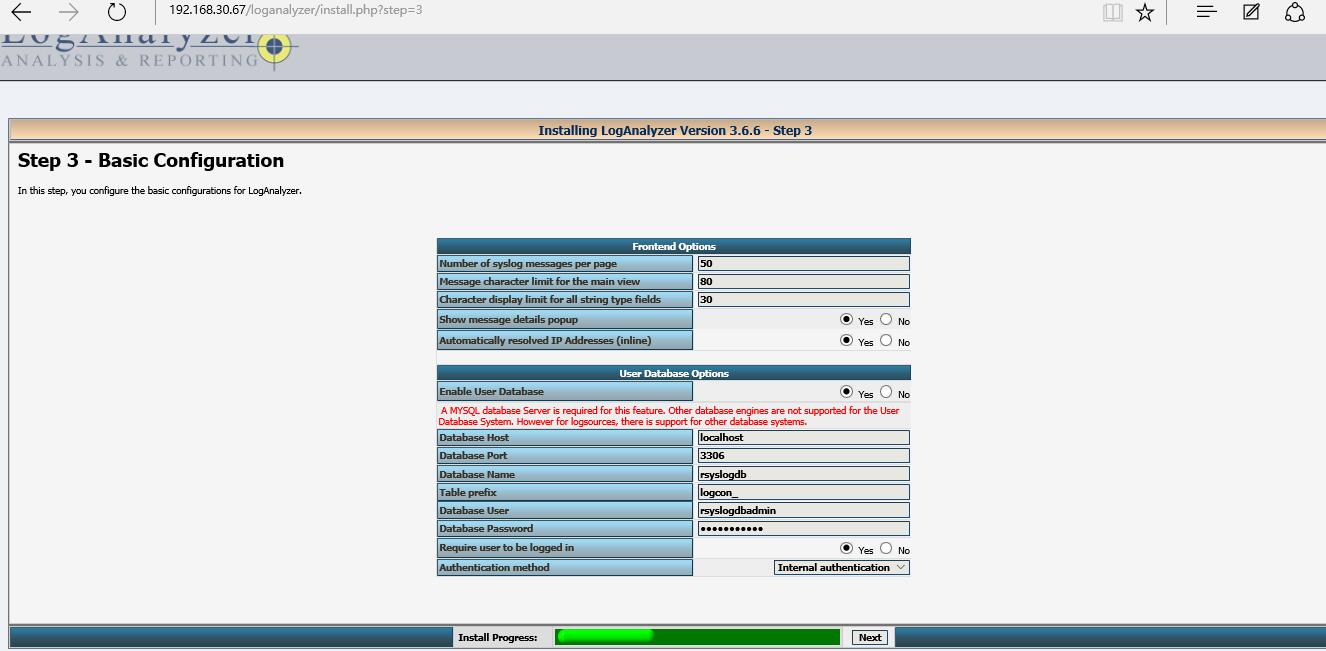 192.168.30.67/loganalyzer/install.php?step=3
LogAnalyzer
ANALYSIS & REPORTING
Installing LogAnalyzer Version 3.6.6 - Step 3
Step 3 - Basic Configuration
In this step, you configure the basic configurations for LogAnalyzer.
Frontend Options
Number of syslog messages per page 50
Message character limit for the main view 80
Character display limit for all string type fields 30
Show message details popup Yes No
Automatically resolved IP Addresses (inline) Yes No
User Database Options
Enable User Database Yes No
A MYSQL database Server is required for this feature. Other database engines are not supported for the User
Database System. However for logsources, there is support for other database systems.
Database Host localhost
Database Port 3306
Database Name rsyslogdb
Table prefix logcon_
Database User rsyslogdbadmin
Database Password •••••••••••
Require user to be logged in Yes No
Authentication method Internal authentication
Install Progress: Next